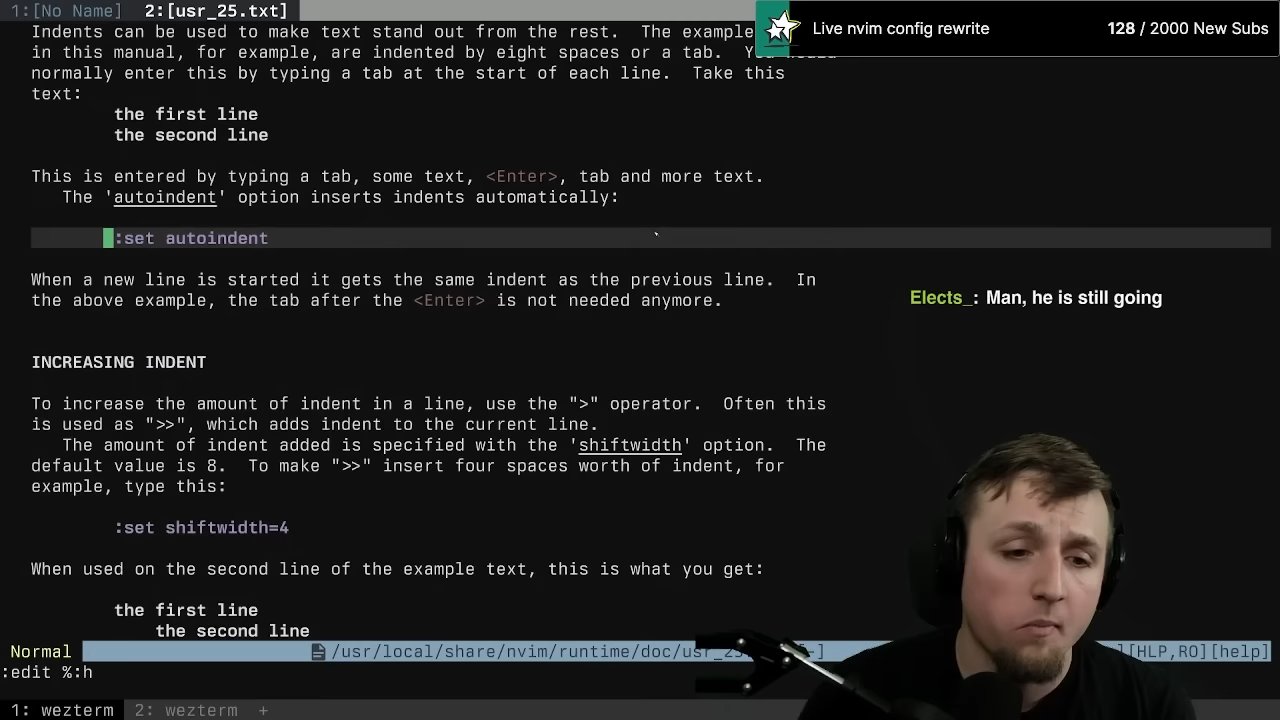 1:[No Name]  2:[usr_25.txt]
Live nvim config rewrite
128 / 2000 New Subs
Indents can be used to make text stand out from the rest.  The example
in this manual, for example, are indented by eight spaces or a tab.
normally enter this by typing a tab at the start of each line.  Take this
text:
the first line
the second line
This is entered by typing a tab, some text, <Enter>, tab and more text.
The 'autoindent' option inserts indents automatically:
:set autoindent
When a new line is started it gets the same indent as the previous line.  In
the above example, the tab after the <Enter> is not needed anymore.
Elects_: Man, he is still going
INCREASING INDENT
To increase the amount of indent in a line, use the ">" operator.  Often this
is used as ">>", which adds indent to the current line.
The amount of indent added is specified with the 'shiftwidth' option.  The
default value is 8.  To make ">>" insert four spaces worth of indent, for
example, type this:
:set shiftwidth=4
When used on the second line of the example text, this is what you get:
the first line
the second line
Normal /usr/local/share/nvim/runtime/doc/usr_25 [HLP,RO][help]
:edit %:h
1: wezterm  2: wezterm  +